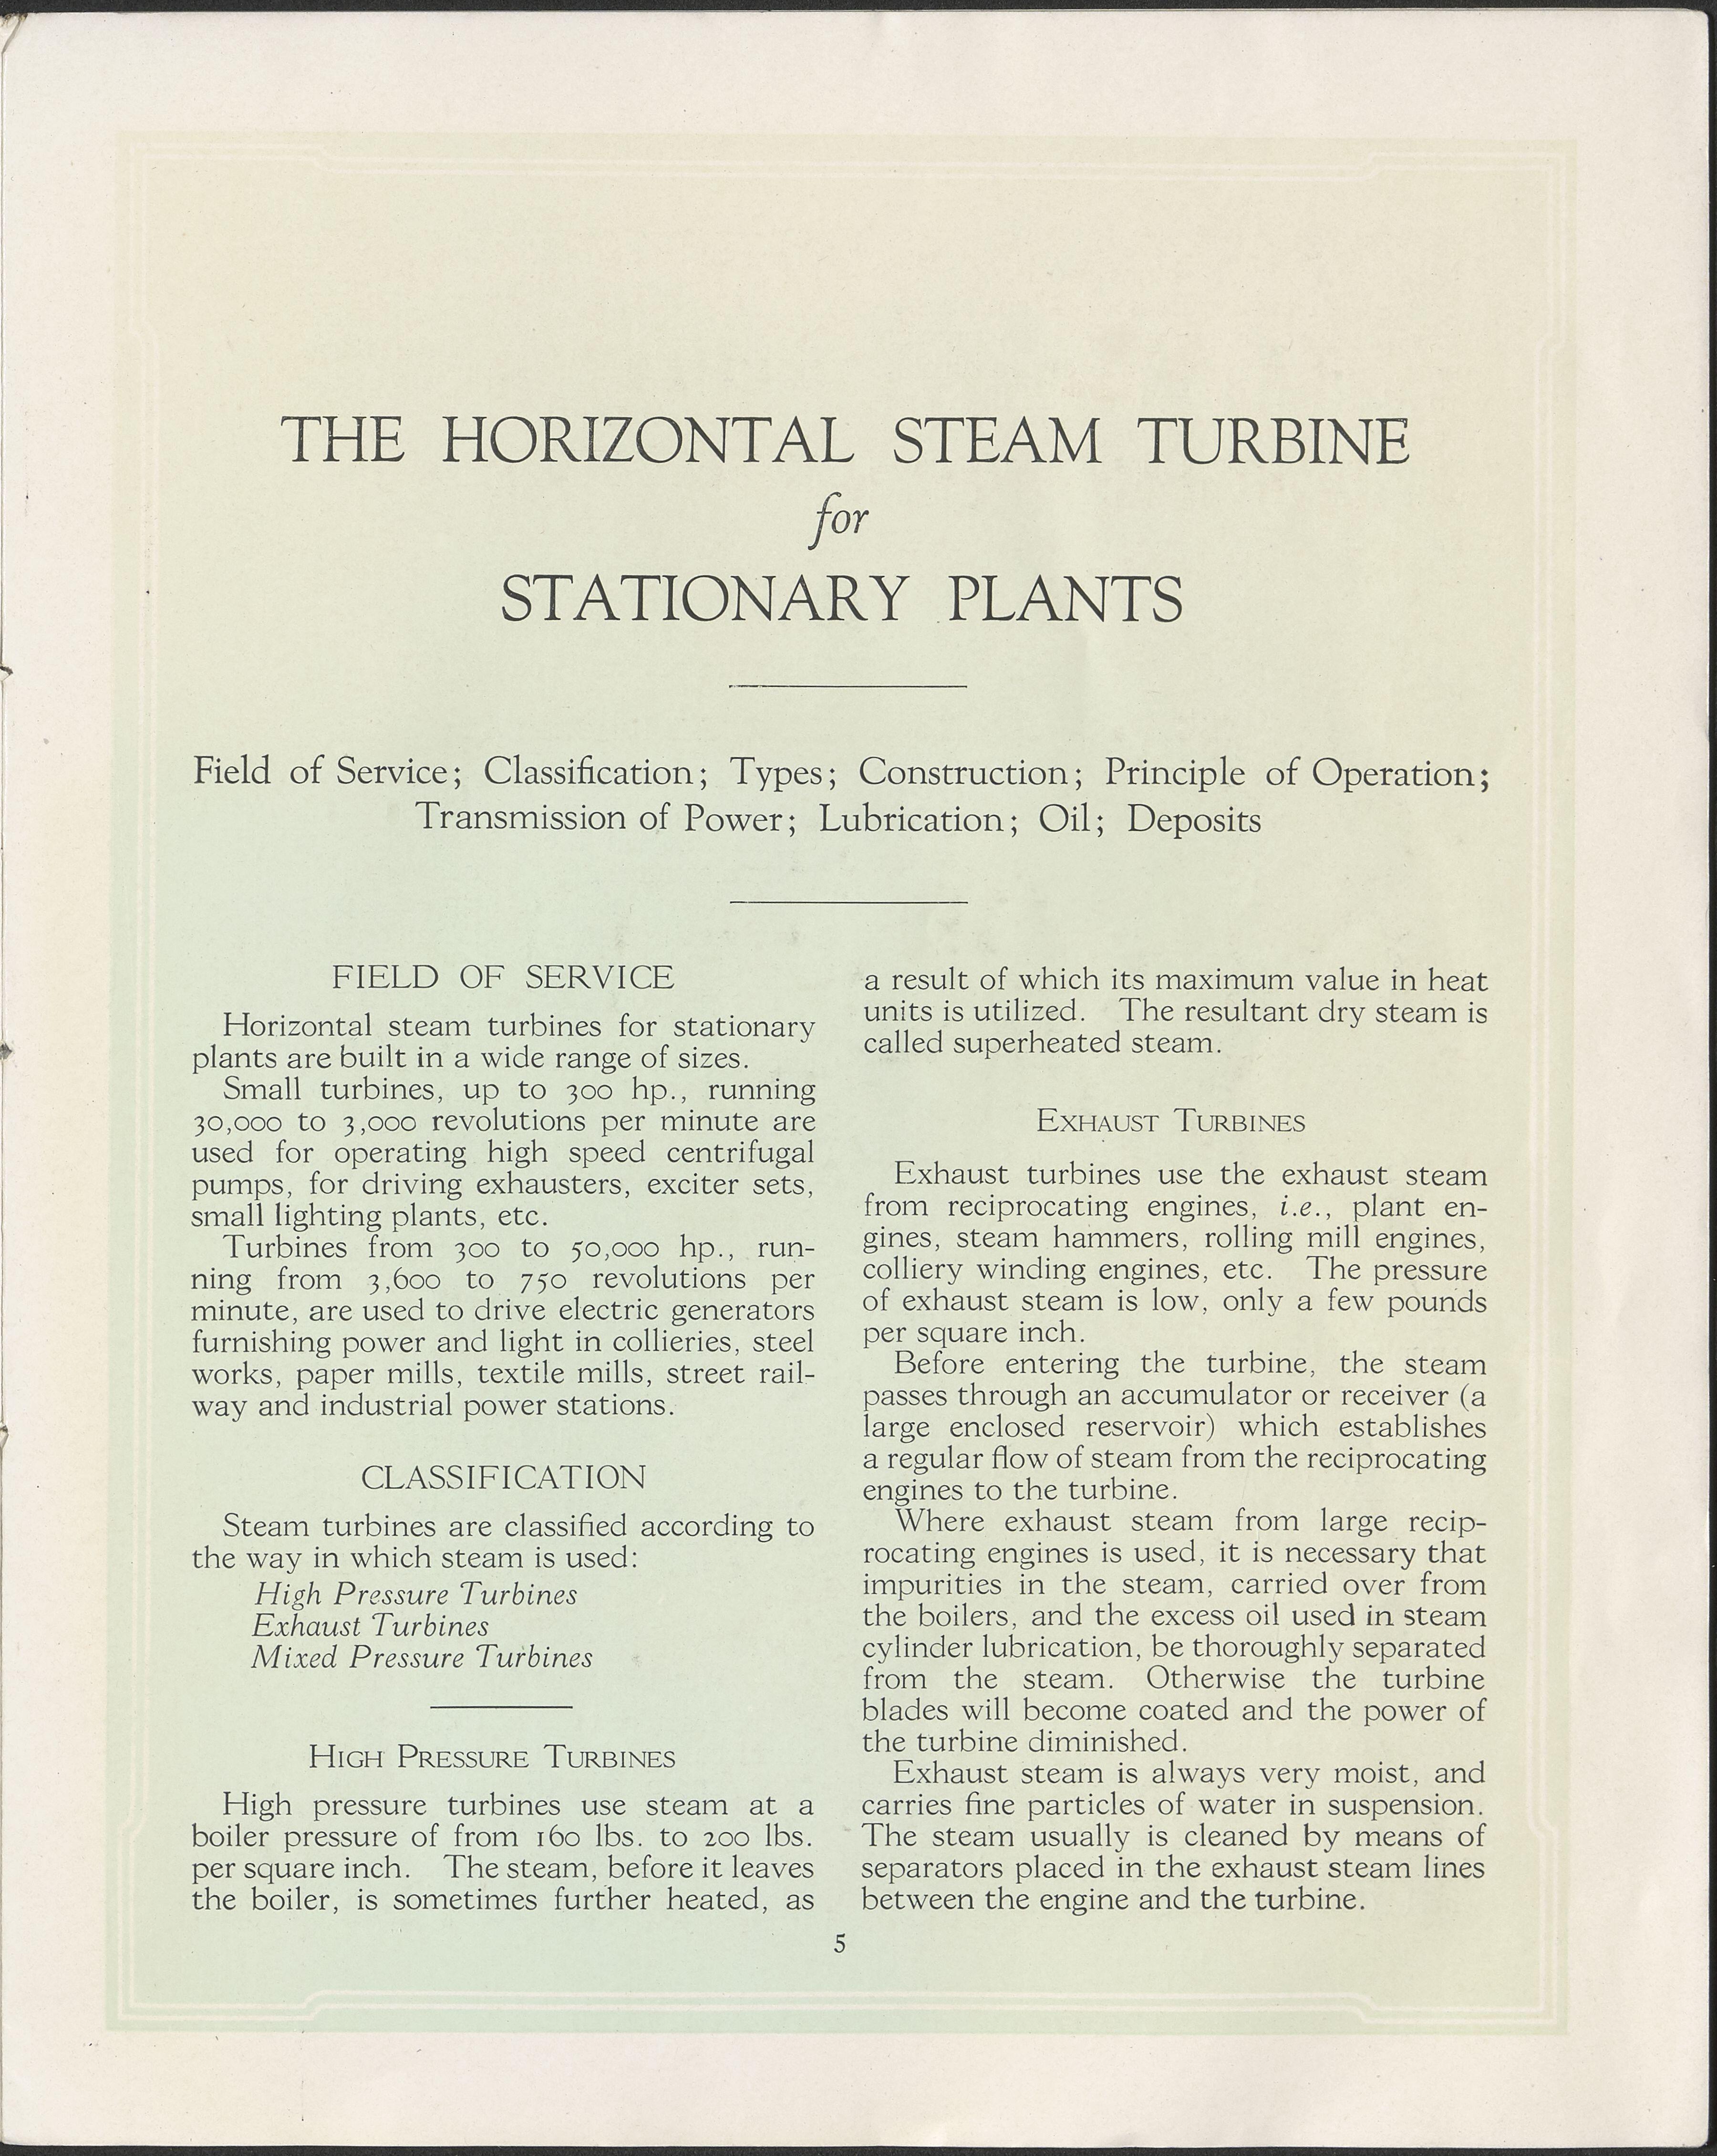 THE HORIZONTAL STEAM TURBINE
for
STATIONARY PLANTS
Field of Service; Classification; Types; Construction; Principle of Operation;
Transmission of Power; Lubrication; Oil; Deposits
FIELD OF SERVICE
Horizontal steam turbines for stationary
plants are built in a wide range of sizes.
Small turbines, up to 300 hp., running
30,000 to 3,000 revolutions per minute are
used for operating high speed centrifugal
pumps, for driving exhausters, exciter sets,
small lighting plants, etc.
Turbines from 300 to 50,000 hp., run-
ning from 3,600 to 750 revolutions per
minute, are used to drive electric generators
furnishing power and light in collieries, steel
works, paper mills, textile mills, street rail-
way and industrial power stations.
CLASSIFICATION
Steam turbines are classified according to
the way in which steam is used:
High Pressure Turbines
Exhaust Turbines
Mixed Pressure Turbines
HIGH PRESSURE TURBINES
High pressure turbines use steam at a
boiler pressure of from 160 lbs. to 200 lbs.
per square inch. The steam, before it leaves
the boiler, is sometimes further heated, as
a result of which its maximum value in heat
units is utilized. The resultant dry steam is
called superheated steam.
EXHAUST TURBINES
Exhaust turbines use the exhaust steam
from reciprocating engines, i.e., plant en-
gines, steam hammers, rolling mill engines,
colliery winding engines, etc. The pressure
of exhaust steam is low, only a few pounds
per square inch.
Before entering the turbine, the steam
passes through an accumulator or receiver (a
large enclosed reservoir) which establishes
a regular flow of steam from the reciprocating
engines to the turbine.
Where exhaust steam from large recip-
rocating engines is used, it is necessary that
impurities in the steam, carried over from
the boilers, and the excess oil used in steam
cylinder lubrication, be thoroughly separated
from the steam. Otherwise the turbine
blades will become coated and the power of
the turbine diminished.
Exhaust steam is always very moist, and
carries fine particles of water in suspension.
The steam usually is cleaned by means of
separators placed in the exhaust steam lines
between the engine and the turbine.
5